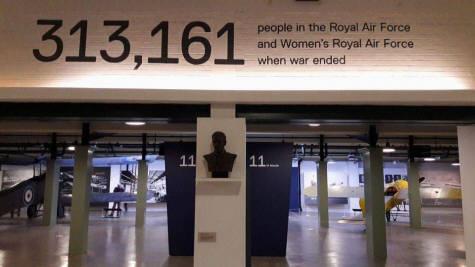 313,161
people in the Royal Air Force
and Women's Royal Air Force
when war ended
11
11